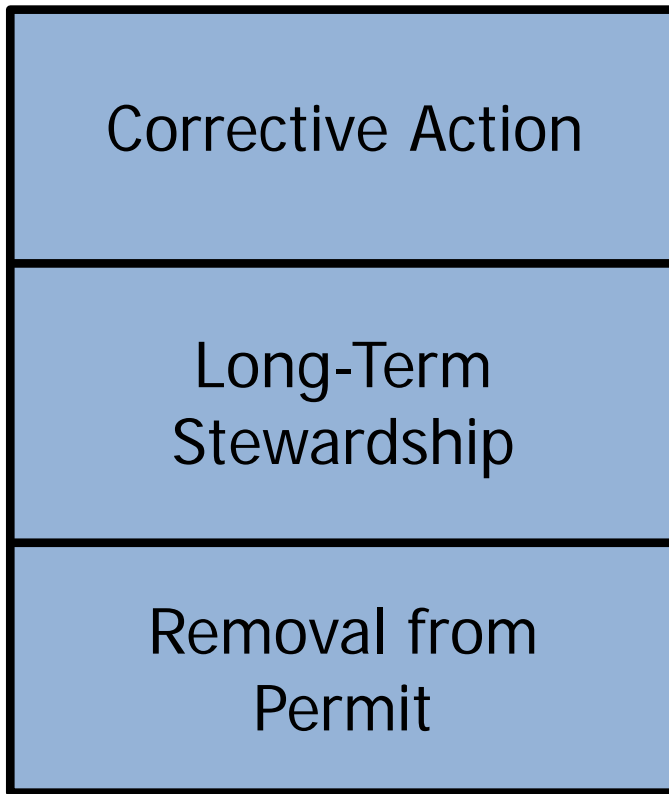 Corrective Action
Long-Term
Stewardship
Removal from
Permit